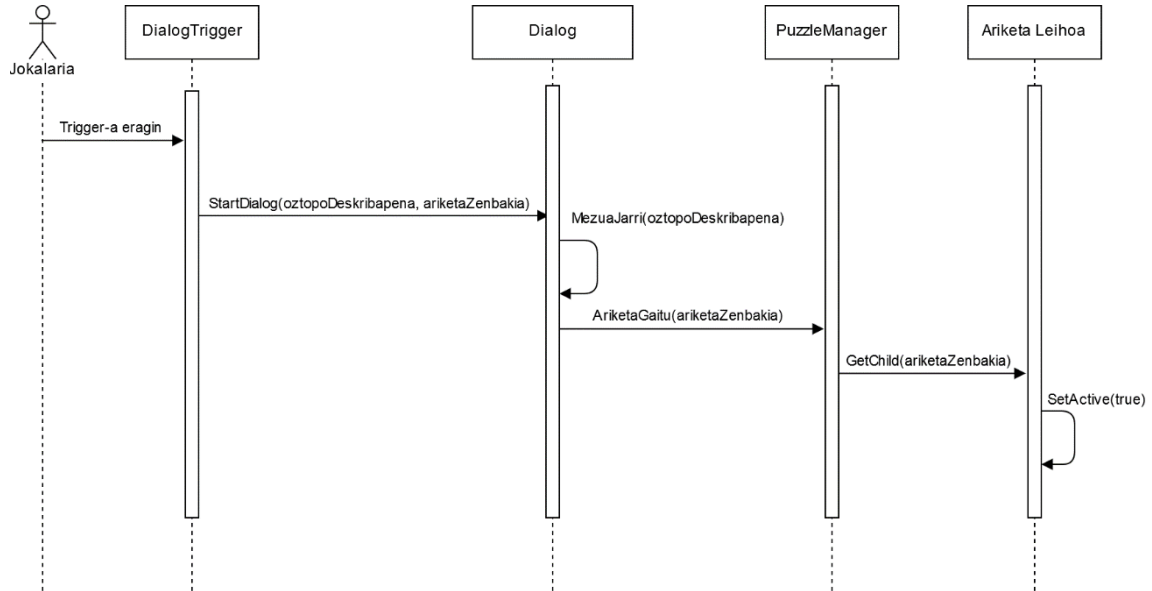 DialogTrigger
Dialog
PuzzleManager
Ariketa Leihoa
Jokalaria
Trigger-a eragin
StartDialog(oztopoDeskribapena, ariketaZenbakia)
MezuaJarri(oztopoDeskribapena)
AriketaGaitu(ariketaZenbakia)
GetChild(ariketaZenbakia)
SetActive(true)